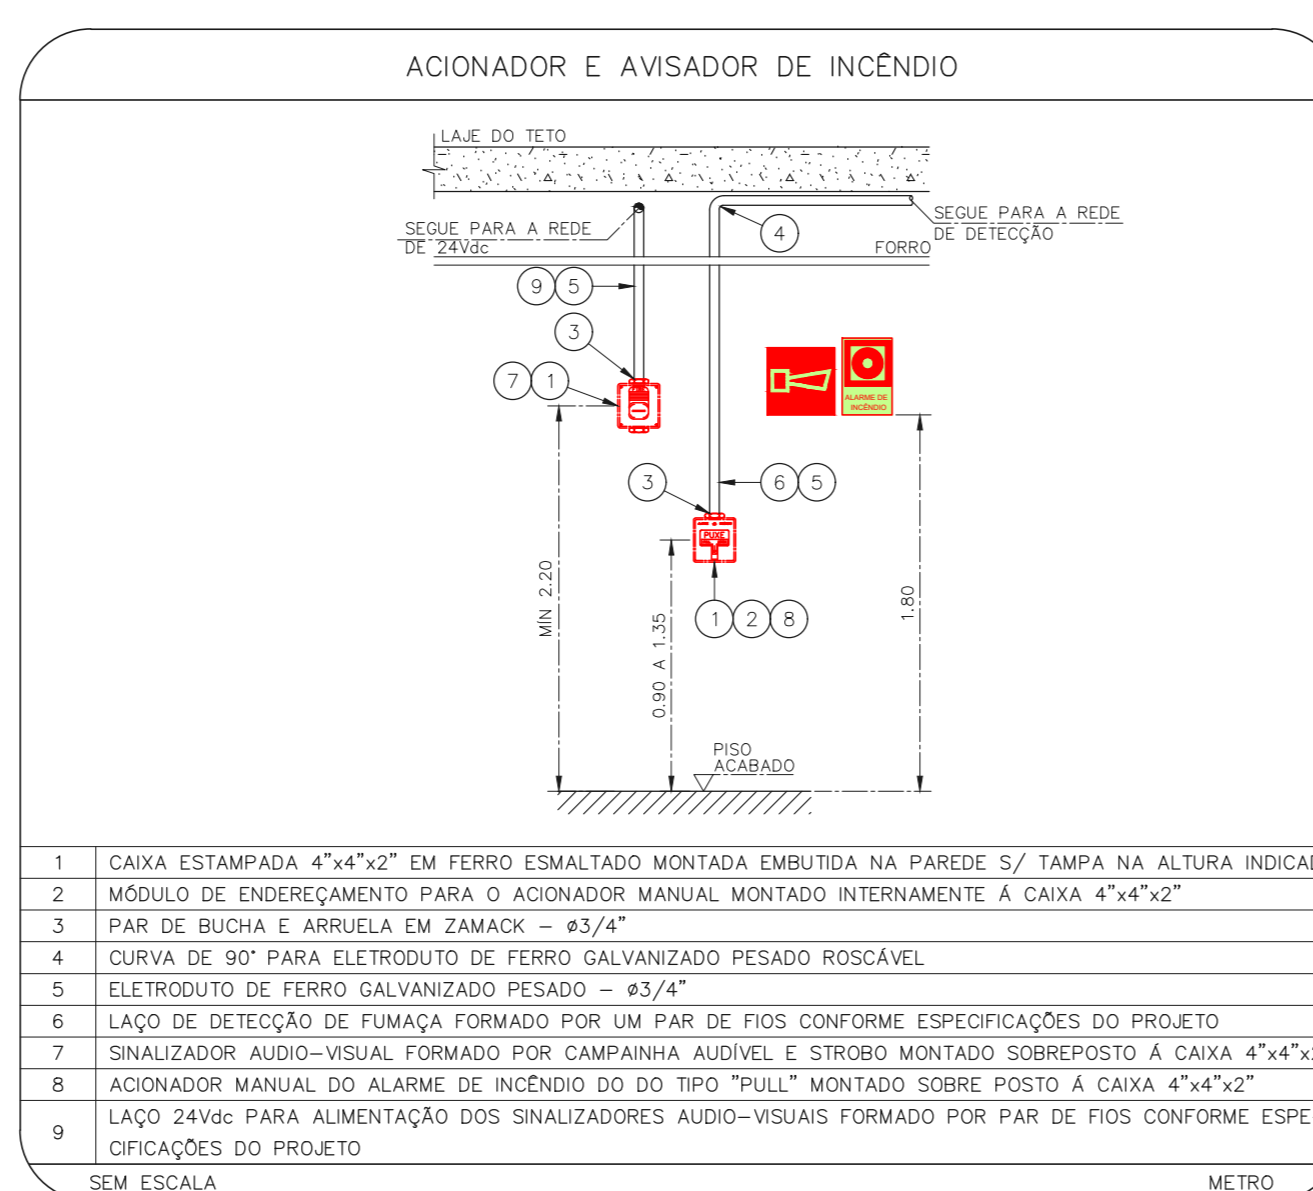 ACIONADOR E AVISADOR DE INCÊNDIO
LAJE DO TETO
SEGUE PARA A REDE
DE 24Vdc
4
SEGUE PARA A REDE
DE DETECÇÃO
FORRO
9 5
3
7 1
ALARME DE
INCÊNDIO
3
6 5
PUXE
MÍN 2.20
0.90 A 1.35
1 2 8
1.80
PISO
ACABADO
1 CAIXA ESTAMPADA 4"x4"x2" EM FERRO ESMALTADO MONTADA EMBUTIDA NA PAREDE S/ TAMPA NA ALTURA INDICAD
2 MÓDULO DE ENDEREÇAMENTO PARA O ACIONADOR MANUAL MONTADO INTERNAMENTE Á CAIXA 4"x4"x2"
3 PAR DE BUCHA E ARRUELA EM ZAMACK – ø3/4"
4 CURVA DE 90° PARA ELETRODUTO DE FERRO GALVANIZADO PESADO ROSCÁVEL
5 ELETRODUTO DE FERRO GALVANIZADO PESADO – ø3/4"
6 LAÇO DE DETECÇÃO DE FUMAÇA FORMADO POR UM PAR DE FIOS CONFORME ESPECIFICAÇÕES DO PROJETO
7 SINALIZADOR AUDIO–VISUAL FORMADO POR CAMPAINHA AUDÍVEL E STROBO MONTADO SOBREPOSTO Á CAIXA 4"x4"x2
8 ACIONADOR MANUAL DO ALARME DE INCÊNDIO DO DO TIPO "PULL" MONTADO SOBRE POSTO Á CAIXA 4"x4"x2"
9 LAÇO 24Vdc PARA ALIMENTAÇÃO DOS SINALIZADORES AUDIO–VISUAIS FORMADO POR PAR DE FIOS CONFORME ESPE-
CIFICAÇÕES DO PROJETO
SEM ESCALA
METRO